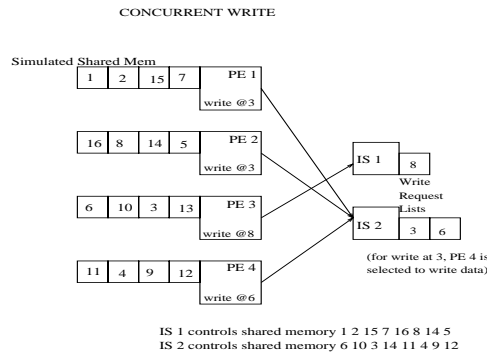 CONCURRENT WRITE
Simulated Shared Mem
1 2 15 7 PE 1
write @3
16 8 14 5 PE 2
write @3
6 10 3 13 PE 3
write @8
11 4 9 12 PE 4
write @6
IS 1 8
Write
Request
Lists
IS 2 3 6
(for write at 3, PE 4 is
selected to write data)
IS 1 controls shared memory 1 2 15 7 16 8 14 5
IS 2 controls shared memory 6 10 3 14 11 4 9 12